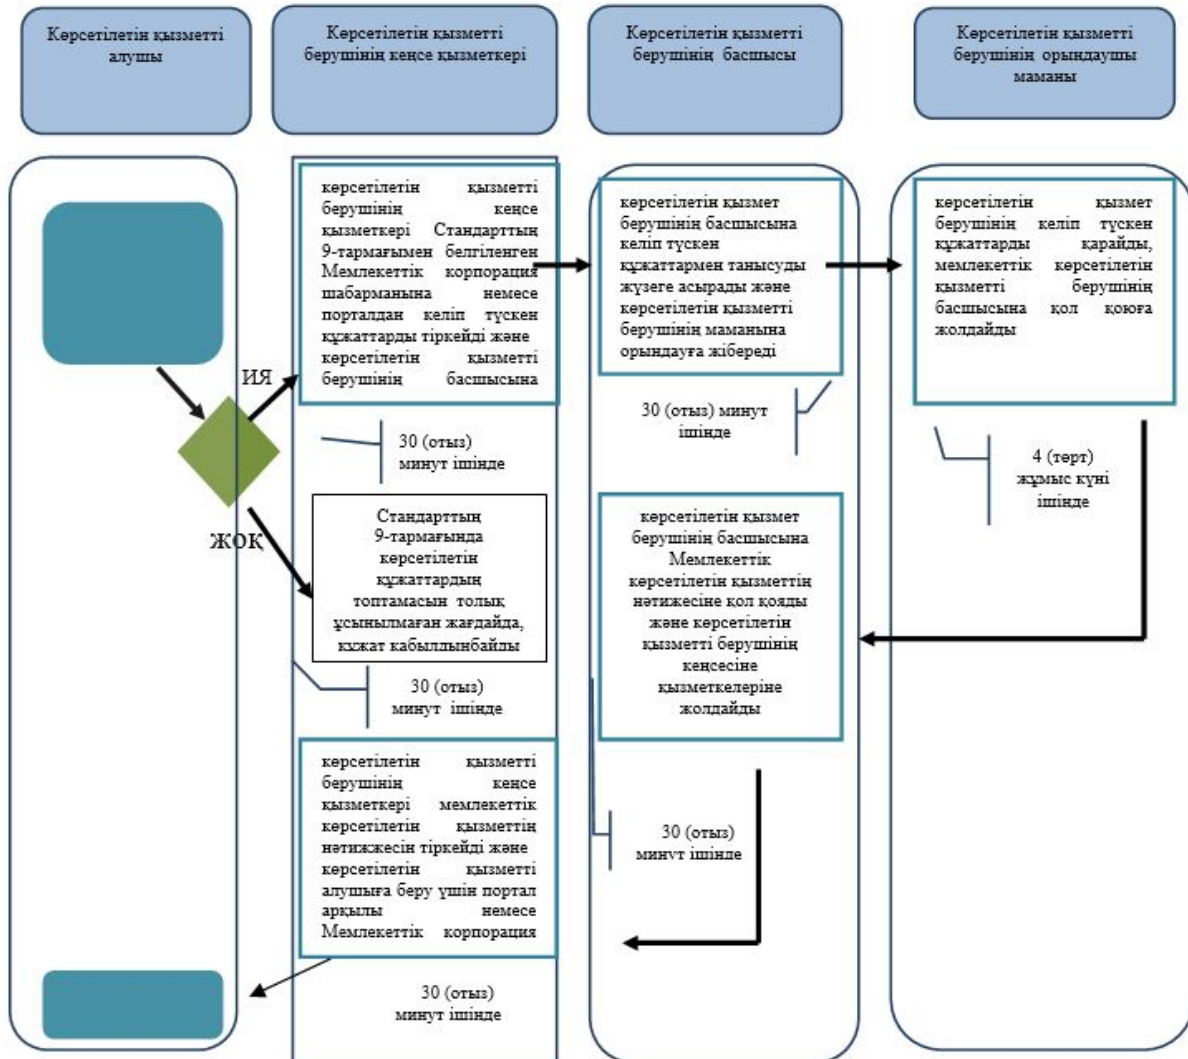 Көрсетілетін қызметті
алушы
Көрсетілетін қызметті
берушінің кеңсе қызметкері
Көрсетілетін қызметті
берушінің басшысы
Көрсетілетін қызметті
берушінің орындаушы
маманы
көрсетілетін қызметті
берушінің кеңсе
қызметкері Стандарттың
9-тармағымен белгіленген
Мемлекеттік корпорация
шабарманына немесе
порталдан келіп түскен
құжаттарды тіркейді және
көрсетілетін қызметті
берушінің басшысына
көрсетілетін қызмет
берушінің басшысына
келіп түскен
құжаттармен танысуды
жүзеге асырады және
көрсетілетін қызметті
берушінің маманына
орындауға жібереді
көрсетілетін қызмет
берушінің келіп түскен
құжаттарды қарайды,
мемлекеттік көрсетілетін
қызметті берушінің
басшысына қол қоюға
жолдайды
ИЯ
30 (отыз)
минут ішінде
30 (отыз) минут
ішінде
4 (төрт)
жұмыс күні
ішінде
ЖОҚ
Стандарттың
9-тармағында
көрсетілетін
құжаттардың
топтамасын толық
ұсынылмаған жағдайда,
құжат қабылдынбайды
30 (отыз)
минут ішінде
көрсетілетін қызмет
берушінің басшысына
Мемлекеттік
көрсетілетін қызметтің
нәтижесіне қол қояды
және көрсетілетін
қызметті берушінің
кеңсесіне
қызметкелеріне
жолдайды
30 (отыз)
минут ішінде
көрсетілетін қызметті
берушінің кеңсе
қызметкері мемлекеттік
көрсетілетін қызметтің
нәтижжесін тіркейді және
көрсетілетін қызметті
алушыға беру үшін портал
арқылы немесе
Мемлекеттік корпорация
30 (отыз)
минут ішінде